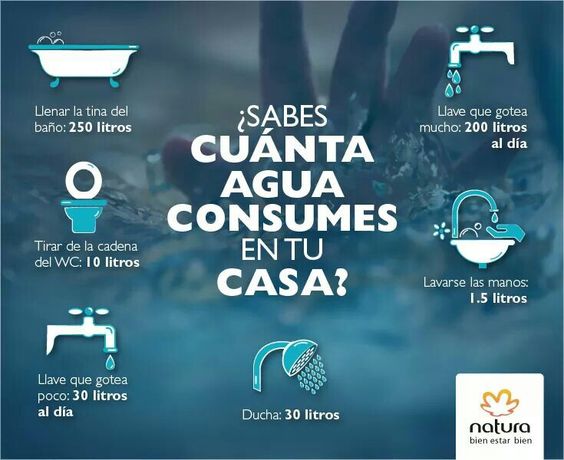 ¿SABES
CUÁNTA
AGUA
CONSUMES
EN TU
CASA?
Llenar la tina del
baño: 250 litros
Llave que gotea
mucho: 200 litros
al día
Tirar de la cadena
del WC: 10 litros
Lavarse las manos:
1.5 litros
Llave que gotea
poco: 30 litros
al día
Ducha: 30 litros
natura
bien estar bien